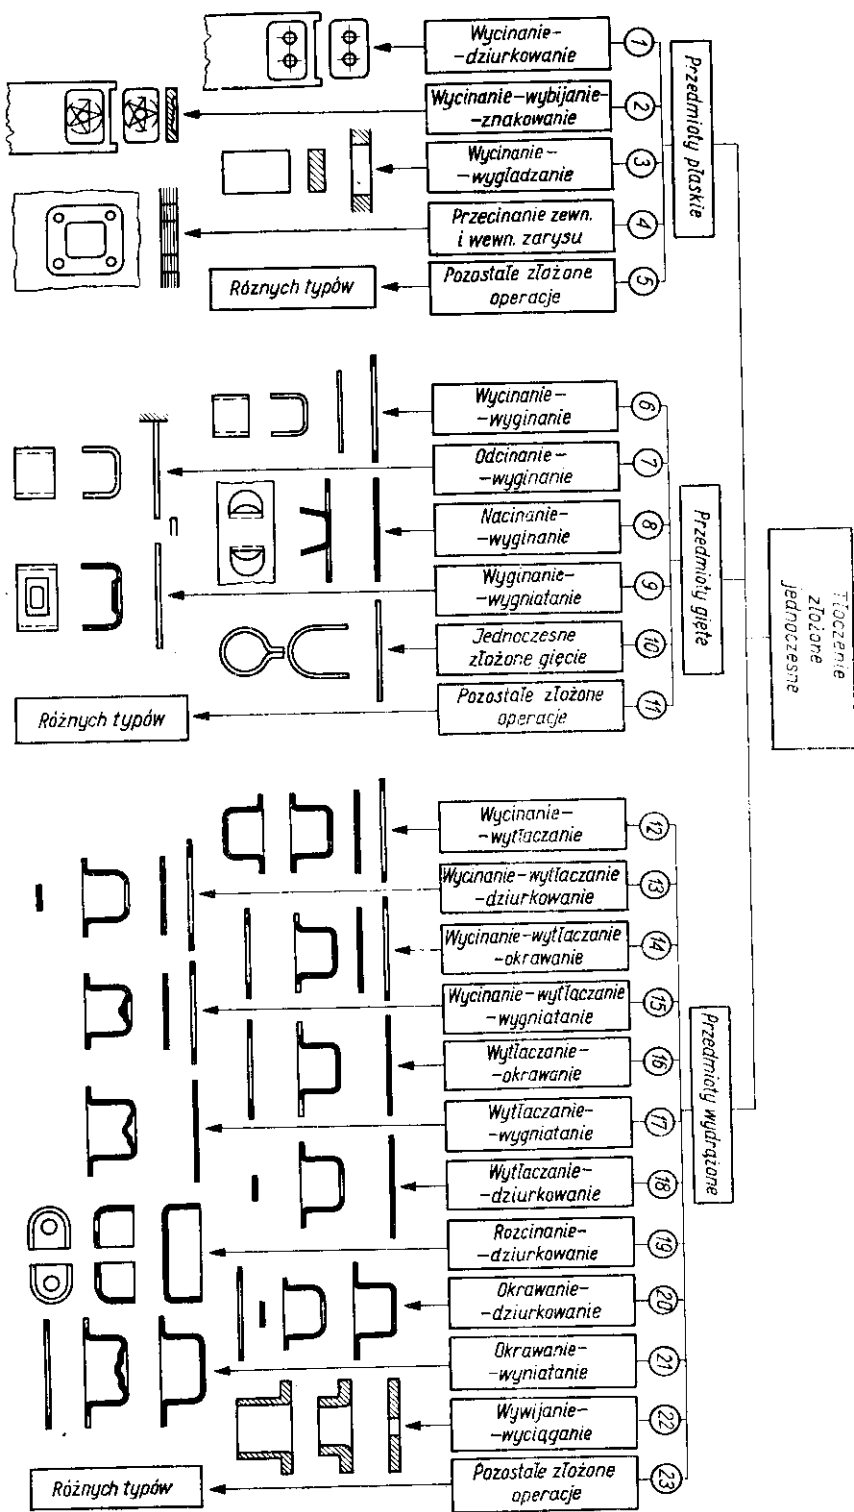 Tłoczenie
złożone
jednoczesne
Przedmioty płaskie
1
Wycinanie–
–dziurkowanie
2
Wycinanie–wybijanie–
–znakowanie
3
Wycinanie–
–wygładzanie
4
Przecinanie zewn.
i wewn. zarysu
5
Pozostałe złożone
operacje
Różnych typów
Przedmioty gięte
6
Wycinanie–
–wyginanie
7
Odcinanie–
–wyginanie
8
Nacinanie–
–wyginanie
9
Wyginanie–
–wygniatanie
10
Jednoczesne
złożone gięcie
11
Pozostałe złożone
operacje
Różnych typów
Przedmioty wydrążone
12
Wycinanie–
–wytłaczanie
13
Wycinanie–wytłaczanie
–dziurkowanie
14
Wycinanie–wytłaczanie
–okrawanie
15
Wycinanie–wytłaczanie
–wygniatanie
16
Wytłaczanie–
–okrawanie
17
Wytłaczanie–
–wygniatanie
18
Wytłaczanie–
–dziurkowanie
19
Rozcinanie–
–dziurkowanie
20
Okrawanie–
–dziurkowanie
21
Okrawanie–
–wyniatanie
22
Wywijanie–
–wyciąganie
23
Pozostałe złożone
operacje
Różnych typów